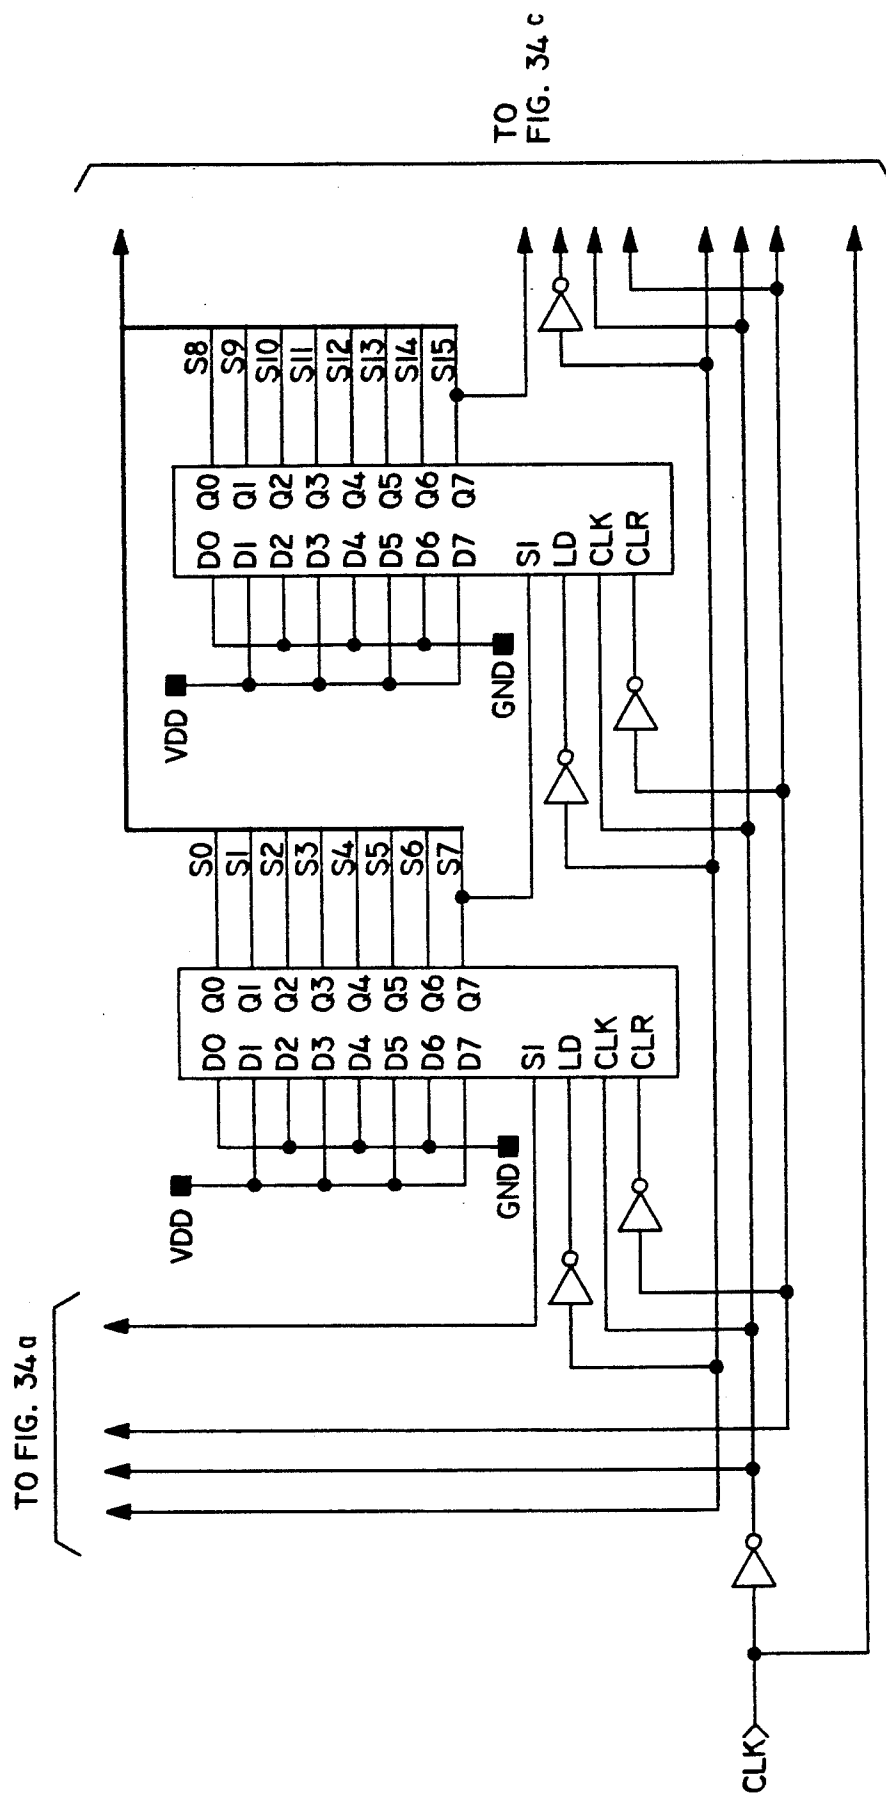 TO FIG. 34a
TO
FIG. 34c
VDD
GND
D0 Q0
D1 Q1
D2 Q2
D3 Q3
D4 Q4
D5 Q5
D6 Q6
D7 Q7
SI
LD
CLK
CLR
S0
S1
S2
S3
S4
S5
S6
S7
VDD
GND
D0 Q0
D1 Q1
D2 Q2
D3 Q3
D4 Q4
D5 Q5
D6 Q6
D7 Q7
SI
LD
CLK
CLR
S8
S9
S10
S11
S12
S13
S14
S15
CLK